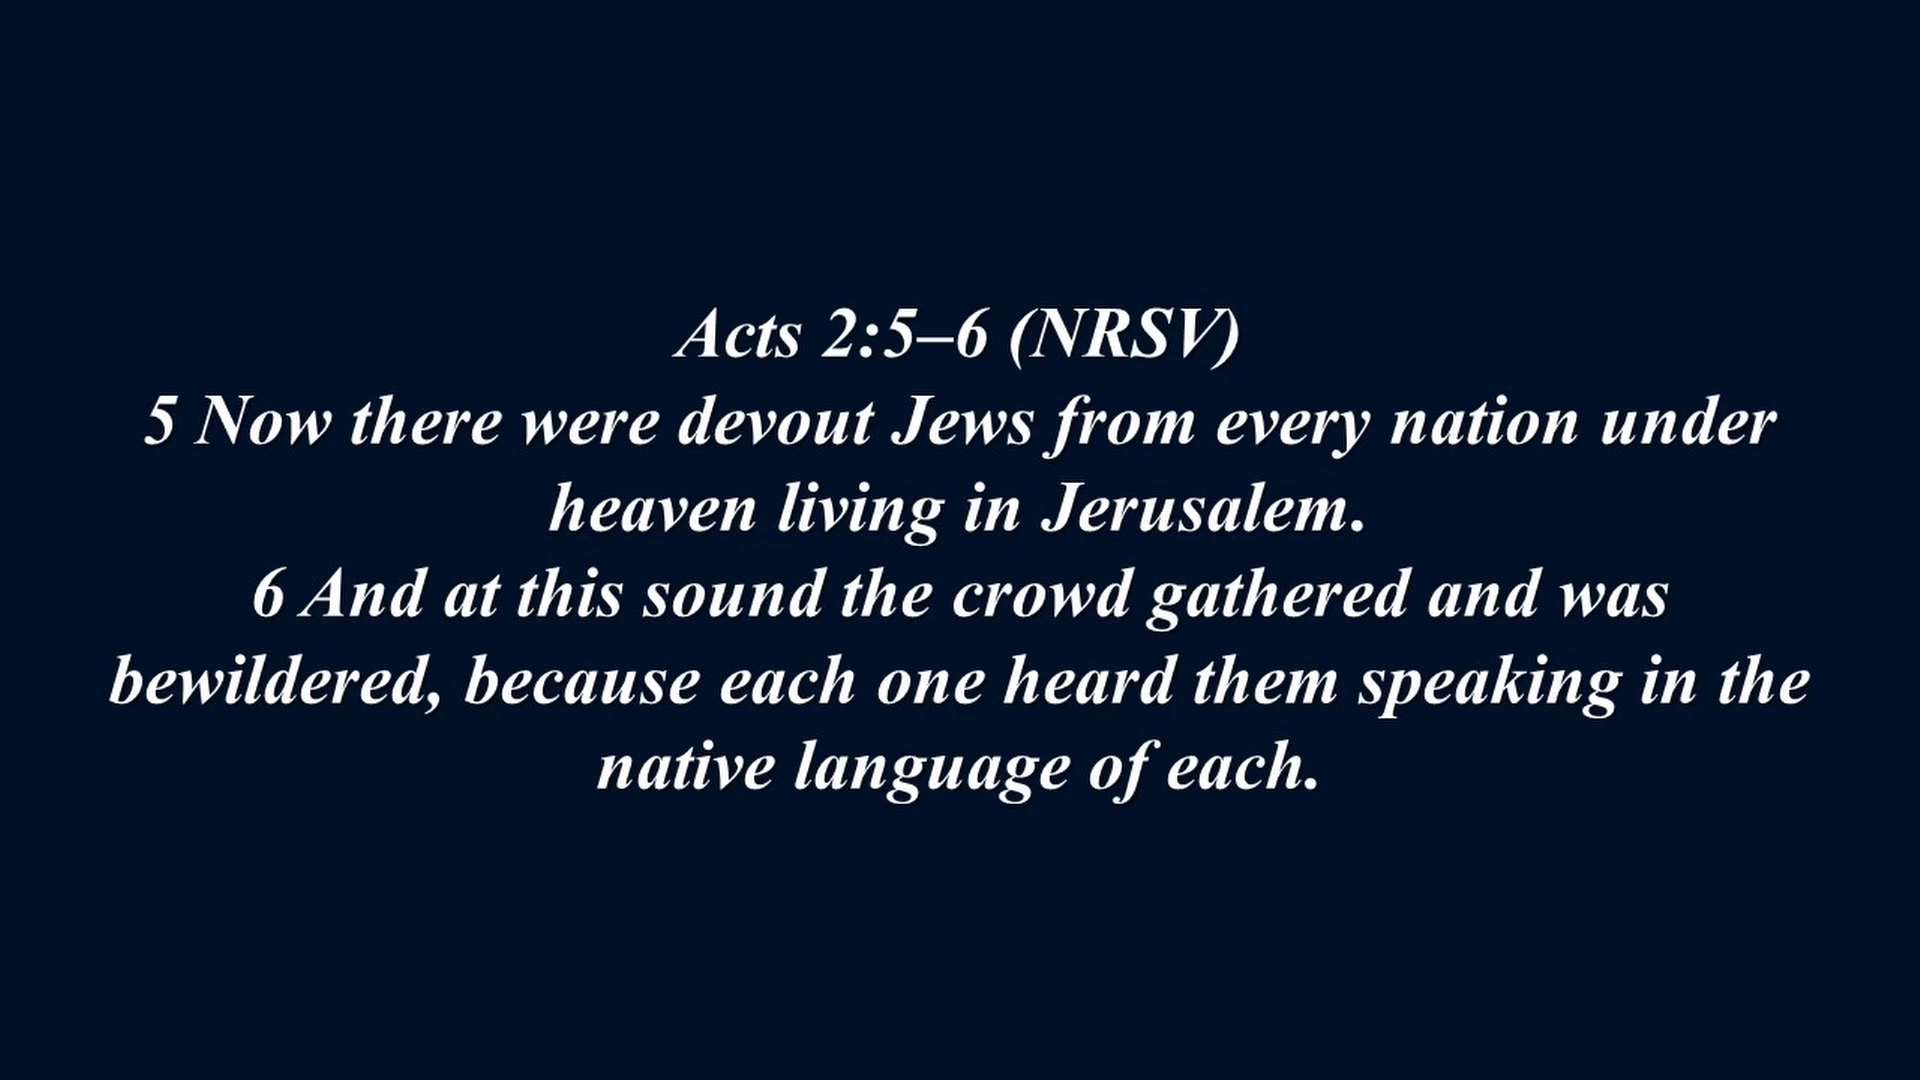 Acts 2:5–6 (NRSV)
5 Now there were devout Jews from every nation under
heaven living in Jerusalem.
6 And at this sound the crowd gathered and was
bewildered, because each one heard them speaking in the
native language of each.